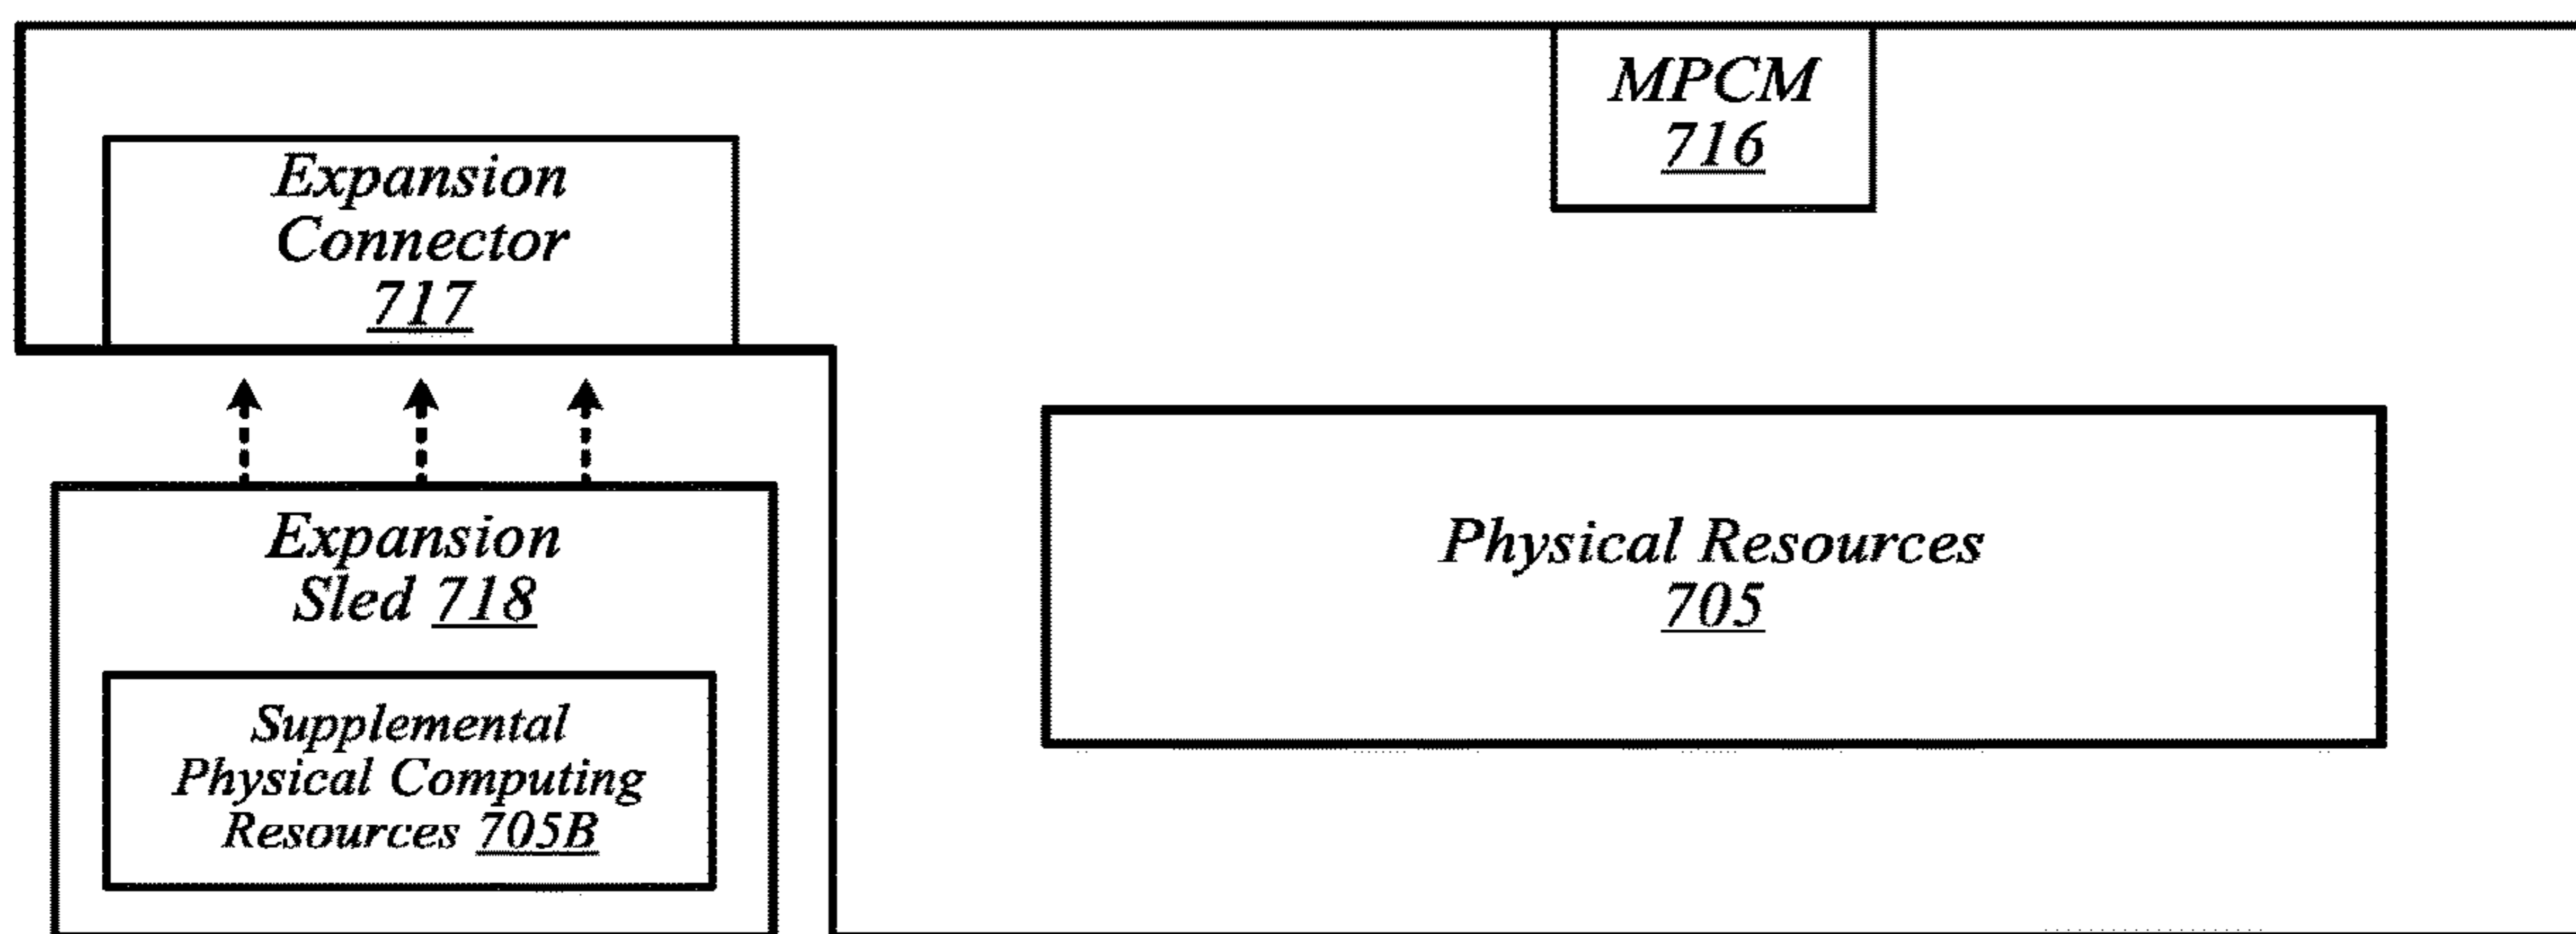 MPCM
716
Expansion
Connector
717
Expansion
Sled 718
Supplemental
Physical Computing
Resources 705B
Physical Resources
705